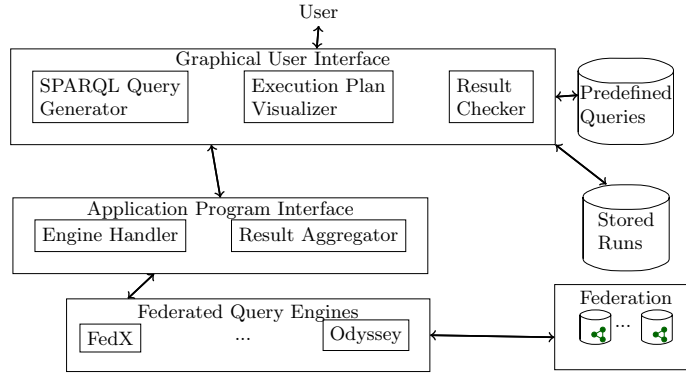 User
Graphical User Interface
SPARQL Query
Generator
Execution Plan
Visualizer
Result
Checker
Predefined
Queries
Application Program Interface
Engine Handler
Result Aggregator
Stored
Runs
Federated Query Engines
FedX
...
Odyssey
Federation
...